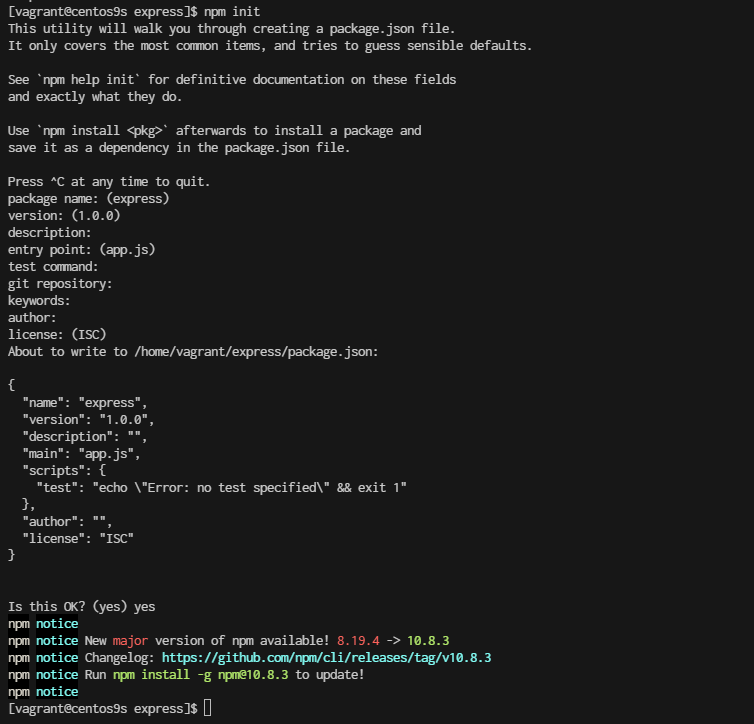 [vagrant@centos9s express]$ npm init
This utility will walk you through creating a package.json file.
It only covers the most common items, and tries to guess sensible defaults.
See `npm help init` for definitive documentation on these fields
and exactly what they do.
Use `npm install <pkg>` afterwards to install a package and
save it as a dependency in the package.json file.
Press ^C at any time to quit.
package name: (express)
version: (1.0.0)
description:
entry point: (app.js)
test command:
git repository:
keywords:
author:
license: (ISC)
About to write to /home/vagrant/express/package.json:
{
  "name": "express",
  "version": "1.0.0",
  "description": "",
  "main": "app.js",
  "scripts": {
    "test": "echo \"Error: no test specified\" && exit 1"
  },
  "author": "",
  "license": "ISC"
}
Is this OK? (yes) yes
npm notice
npm notice New major version of npm available! 8.19.4 -> 10.8.3
npm notice Changelog: https://github.com/npm/cli/releases/tag/v10.8.3
npm notice Run npm install -g npm@10.8.3 to update!
npm notice
[vagrant@centos9s express]$